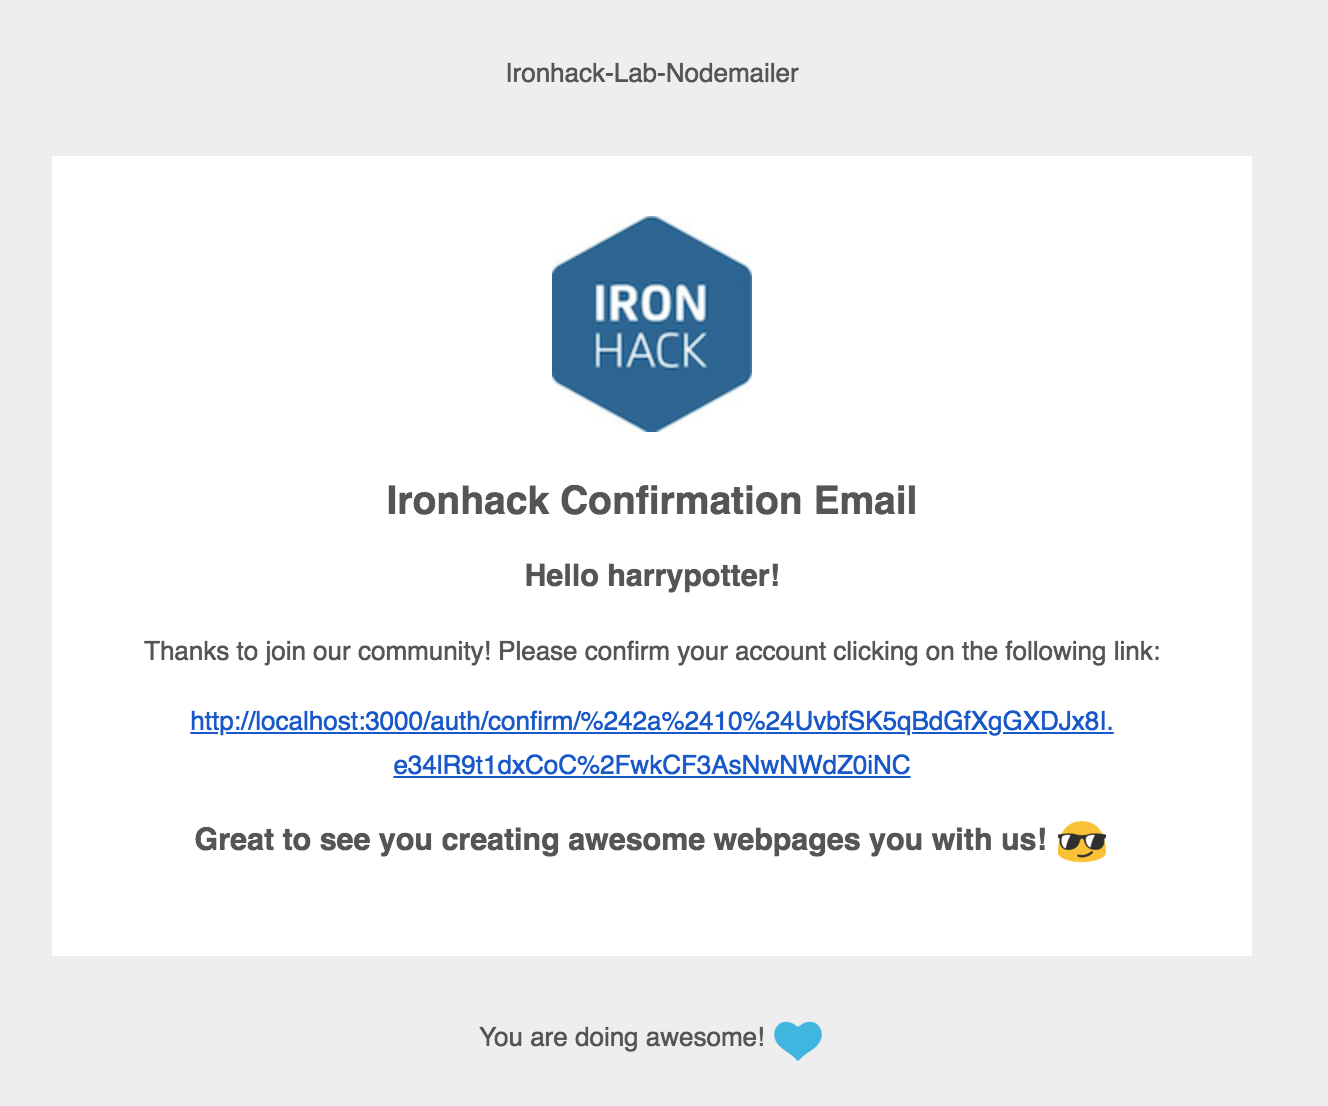 Ironhack-Lab-Nodemailer
IRON
HACK
Ironhack Confirmation Email
Hello harrypotter!
Thanks to join our community! Please confirm your account clicking on the following link:
http://localhost:3000/auth/confirm/%242a%2410%24UvbfSK5qBdGfXgGXDJx8l.
e34lR9t1dxCoC%2FwkCF3AsNwNWdZ0iNC
Great to see you creating awesome webpages you with us! 😎
You are doing awesome! 💙